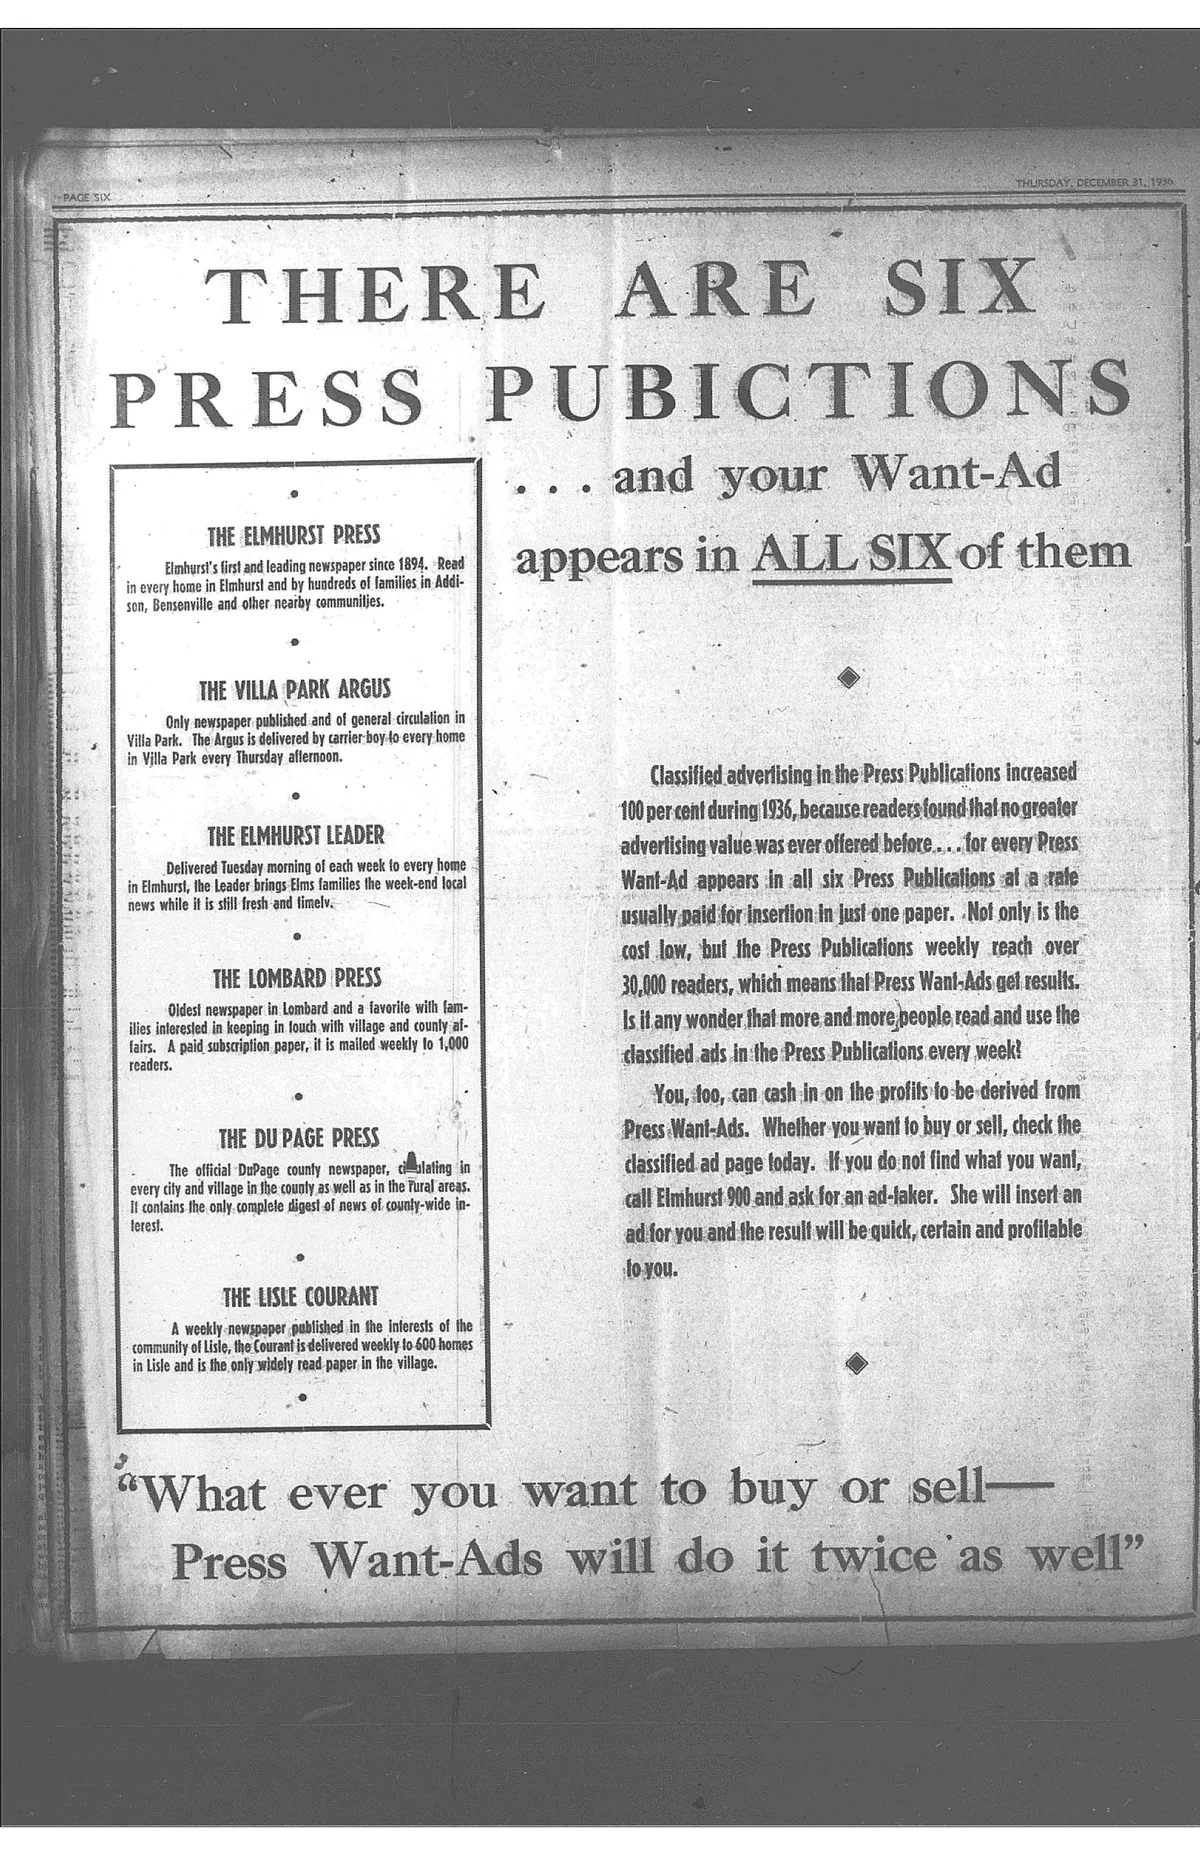 PAGE SIX
THURSDAY, DECEMBER 31, 1936
THERE ARE SIX
PRESS PUBICTIONS
. . . and your Want-Ad
appears in ALL SIX of them
THE ELMHURST PRESS
Elmhurst's first and leading newspaper since 1894. Read
in every home in Elmhurst and by hundreds of families in Addi-
son, Bensenville and other nearby communities.
THE VILLA PARK ARGUS
Only newspaper published and of general circulation in
Villa Park. The Argus is delivered by carrier boy to every home
in Villa Park every Thursday afternoon.
THE ELMHURST LEADER
Delivered Tuesday morning of each week to every home
in Elmhurst, the Leader brings Elms families the week-end local
news while it is still fresh and timely.
THE LOMBARD PRESS
Oldest newspaper in Lombard and a favorite with fam-
ilies interested in keeping in touch with village and county af-
fairs. A paid subscription paper, it is mailed weekly to 1,000
readers.
THE DU PAGE PRESS
The official DuPage county newspaper, in
every city and village in the county as well as in the rural areas.
It contains the only complete digest of news of county-wide in-
terest.
THE LISLE COURANT
A weekly newspaper published in the interests of the
community of Lisle, the Courant is delivered weekly to 600 homes
in Lisle and is the only widely read paper in the village.
Classified advertising in the Press Publications increased
100 per cent during 1936, because readers found that no greater
advertising value was ever offered before . . . for every Press
Want-Ad appears in all six Press Publications at a rate
usually paid for insertion in just one paper. Not only is the
cost low, but the Press Publications weekly reach over
30,000 readers, which means that Press Want-Ads get results.
Is it any wonder that more and more people read and use the
classified ads in the Press Publications every week!
You, too, can cash in on the profits to be derived from
Press Want-Ads. Whether you want to buy or sell, check the
classified ad page today. If you do not find what you want,
call Elmhurst 900 and ask for an ad-taker. She will insert an
ad for you and the result will be quick, certain and profitable
to you.
“What ever you want to buy or sell—
Press Want-Ads will do it twice as well”